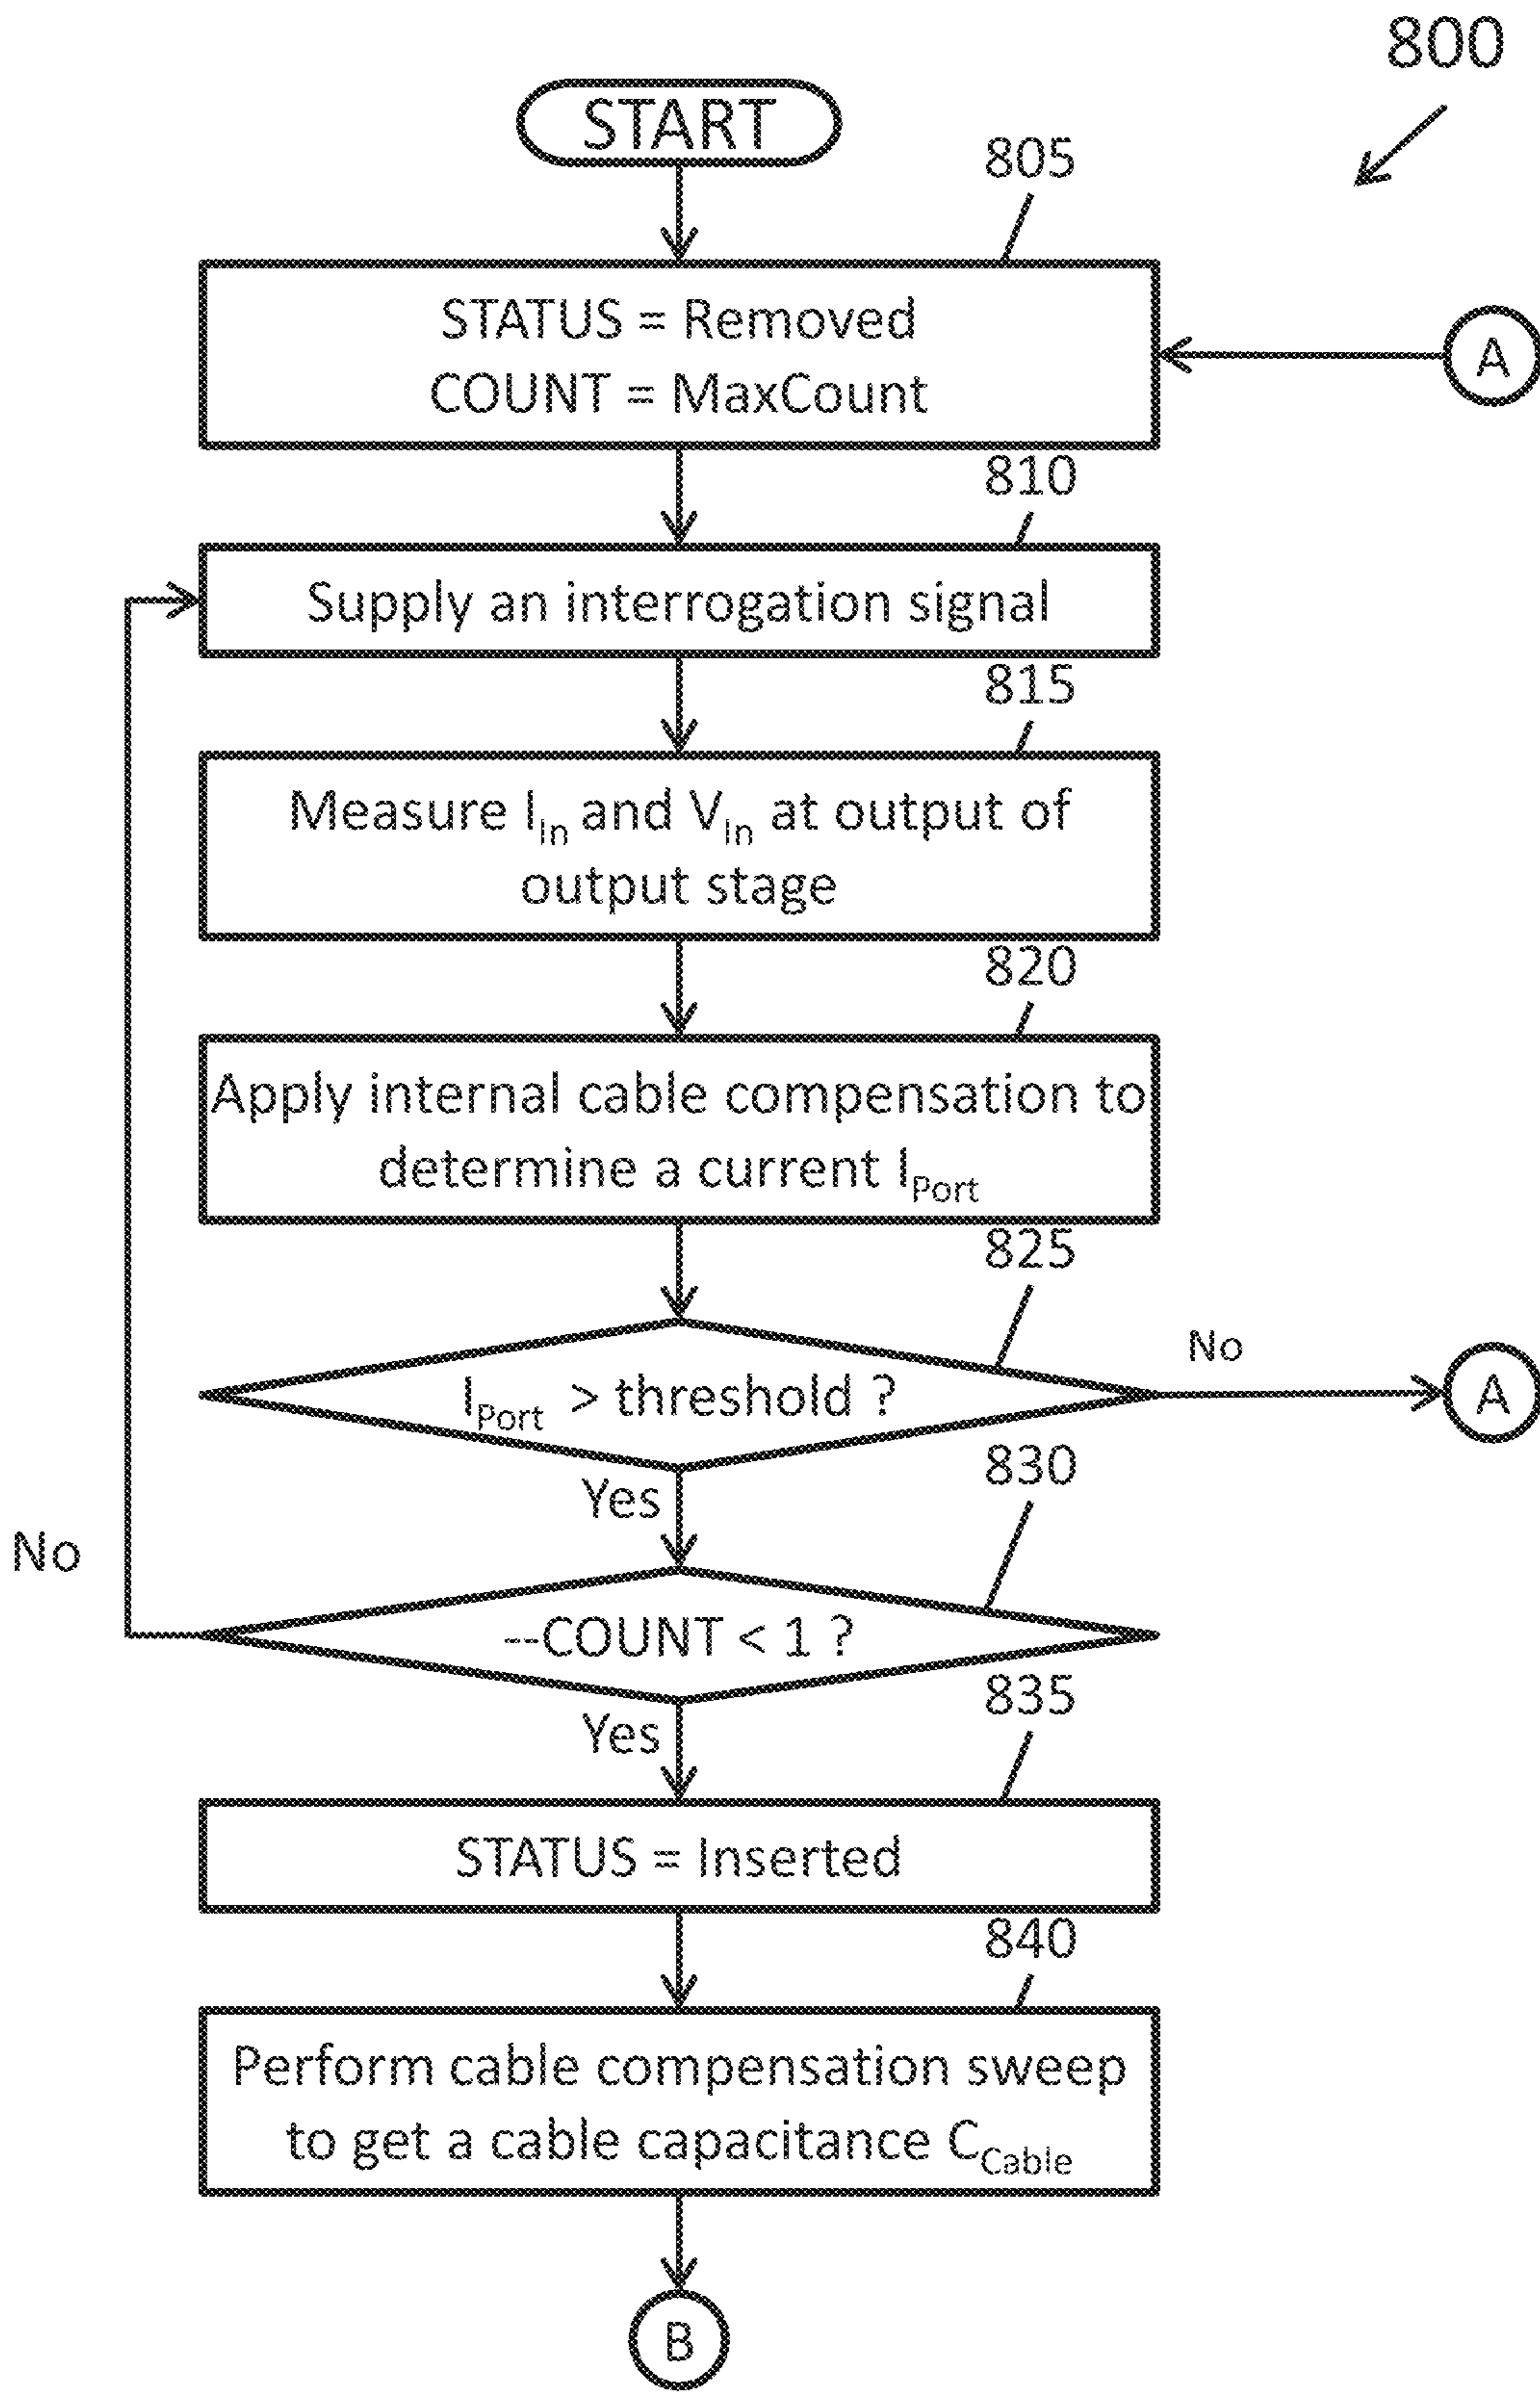 800
START
805
STATUS = Removed
COUNT = MaxCount
A
810
Supply an interrogation signal
815
Measure I_In and V_In at output of
output stage
820
Apply internal cable compensation to
determine a current I_Port
825
I_Port > threshold ?
No
A
Yes
830
No
--COUNT < 1 ?
Yes
835
STATUS = Inserted
840
Perform cable compensation sweep
to get a cable capacitance C_Cable
B